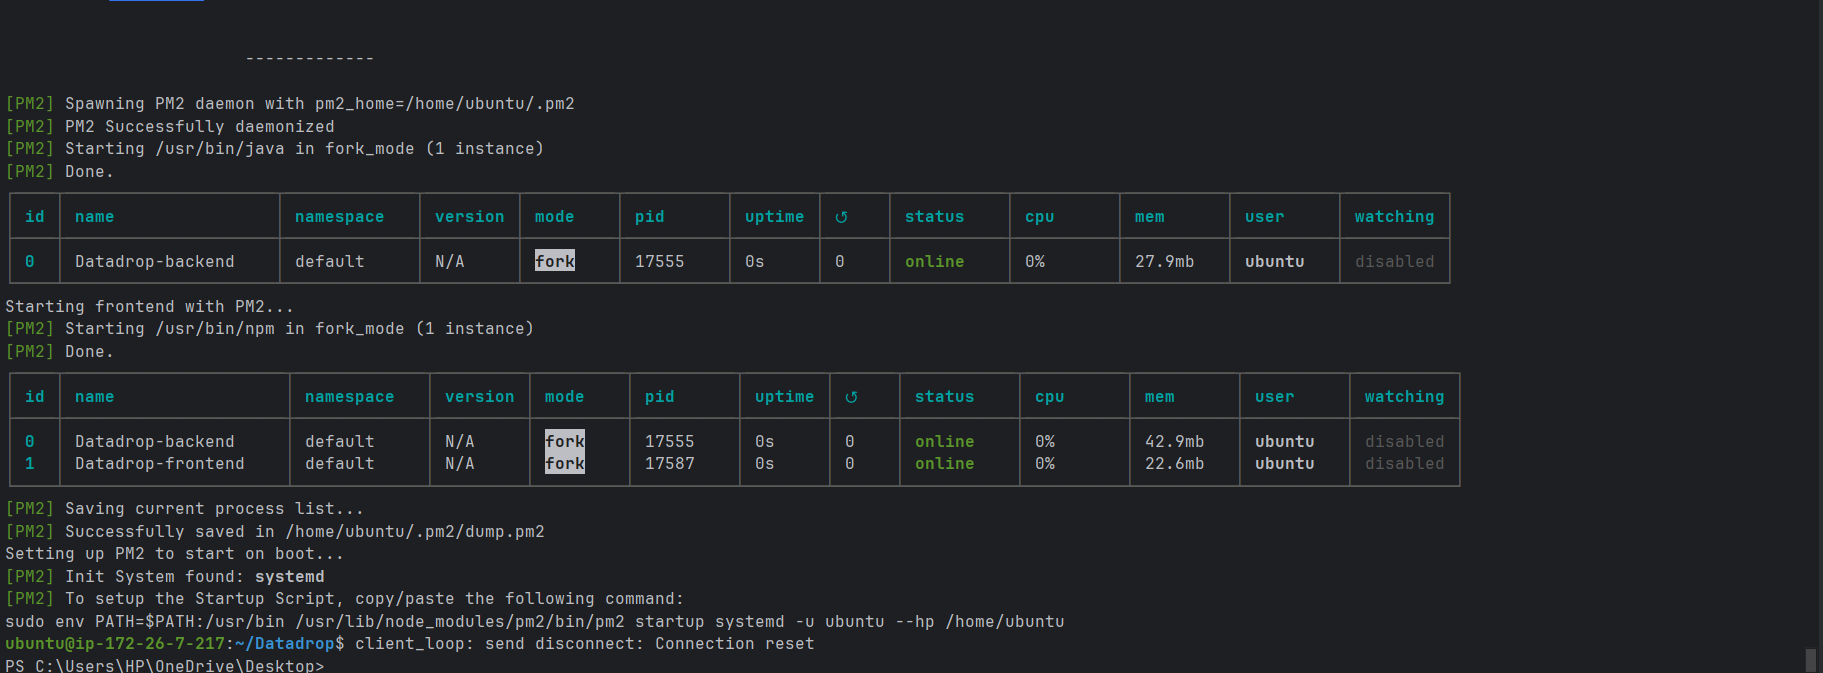 -------------
[PM2] Spawning PM2 daemon with pm2_home=/home/ubuntu/.pm2
[PM2] PM2 Successfully daemonized
[PM2] Starting /usr/bin/java in fork_mode (1 instance)
[PM2] Done.
id name namespace version mode pid uptime ↺ status cpu mem user watching
0 Datadrop-backend default N/A fork 17555 0s 0 online 0% 27.9mb ubuntu disabled
Starting frontend with PM2...
[PM2] Starting /usr/bin/npm in fork_mode (1 instance)
[PM2] Done.
id name namespace version mode pid uptime ↺ status cpu mem user watching
0 Datadrop-backend default N/A fork 17555 0s 0 online 0% 42.9mb ubuntu disabled
1 Datadrop-frontend default N/A fork 17587 0s 0 online 0% 22.6mb ubuntu disabled
[PM2] Saving current process list...
[PM2] Successfully saved in /home/ubuntu/.pm2/dump.pm2
Setting up PM2 to start on boot...
[PM2] Init System found: systemd
[PM2] To setup the Startup Script, copy/paste the following command:
sudo env PATH=$PATH:/usr/bin /usr/lib/node_modules/pm2/bin/pm2 startup systemd -u ubuntu --hp /home/ubuntu
ubuntu@ip-172-26-7-217:~/Datadrop$ client_loop: send disconnect: Connection reset
PS C:\Users\HP\OneDrive\Desktop>